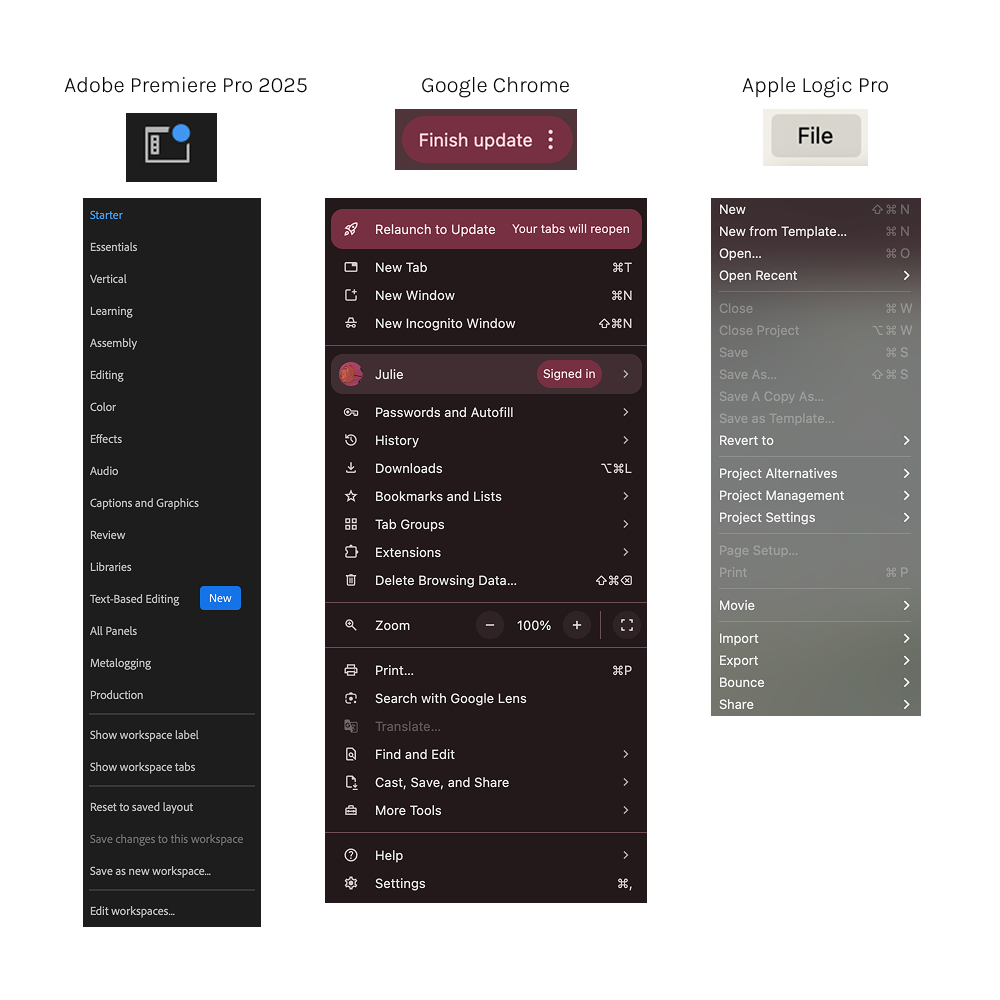 Adobe Premiere Pro 2025
Starter
Essentials
Vertical
Learning
Assembly
Editing
Color
Effects
Audio
Captions and Graphics
Review
Libraries
Text-Based Editing New
All Panels
Metalogging
Production
Show workspace label
Show workspace tabs
Reset to saved layout
Save changes to this workspace
Save as new workspace...
Edit workspaces...
Google Chrome
Finish update
Relaunch to Update Your tabs will reopen
New Tab ⌘T
New Window ⌘N
New Incognito Window ⇧⌘N
Julie Signed in
Passwords and Autofill
History
Downloads ⌥⌘L
Bookmarks and Lists
Tab Groups
Extensions
Delete Browsing Data... ⇧⌘⌫
Zoom − 100% +
Print... ⌘P
Search with Google Lens
Translate...
Find and Edit
Cast, Save, and Share
More Tools
Help
Settings ⌘,
Apple Logic Pro
File
New ⇧⌘N
New from Template... ⌘N
Open... ⌘O
Open Recent
Close ⌘W
Close Project ⌥⌘W
Save ⌘S
Save As... ⇧⌘S
Save A Copy As...
Save as Template...
Revert to
Project Alternatives
Project Management
Project Settings
Page Setup...
Print ⌘P
Movie
Import
Export
Bounce
Share